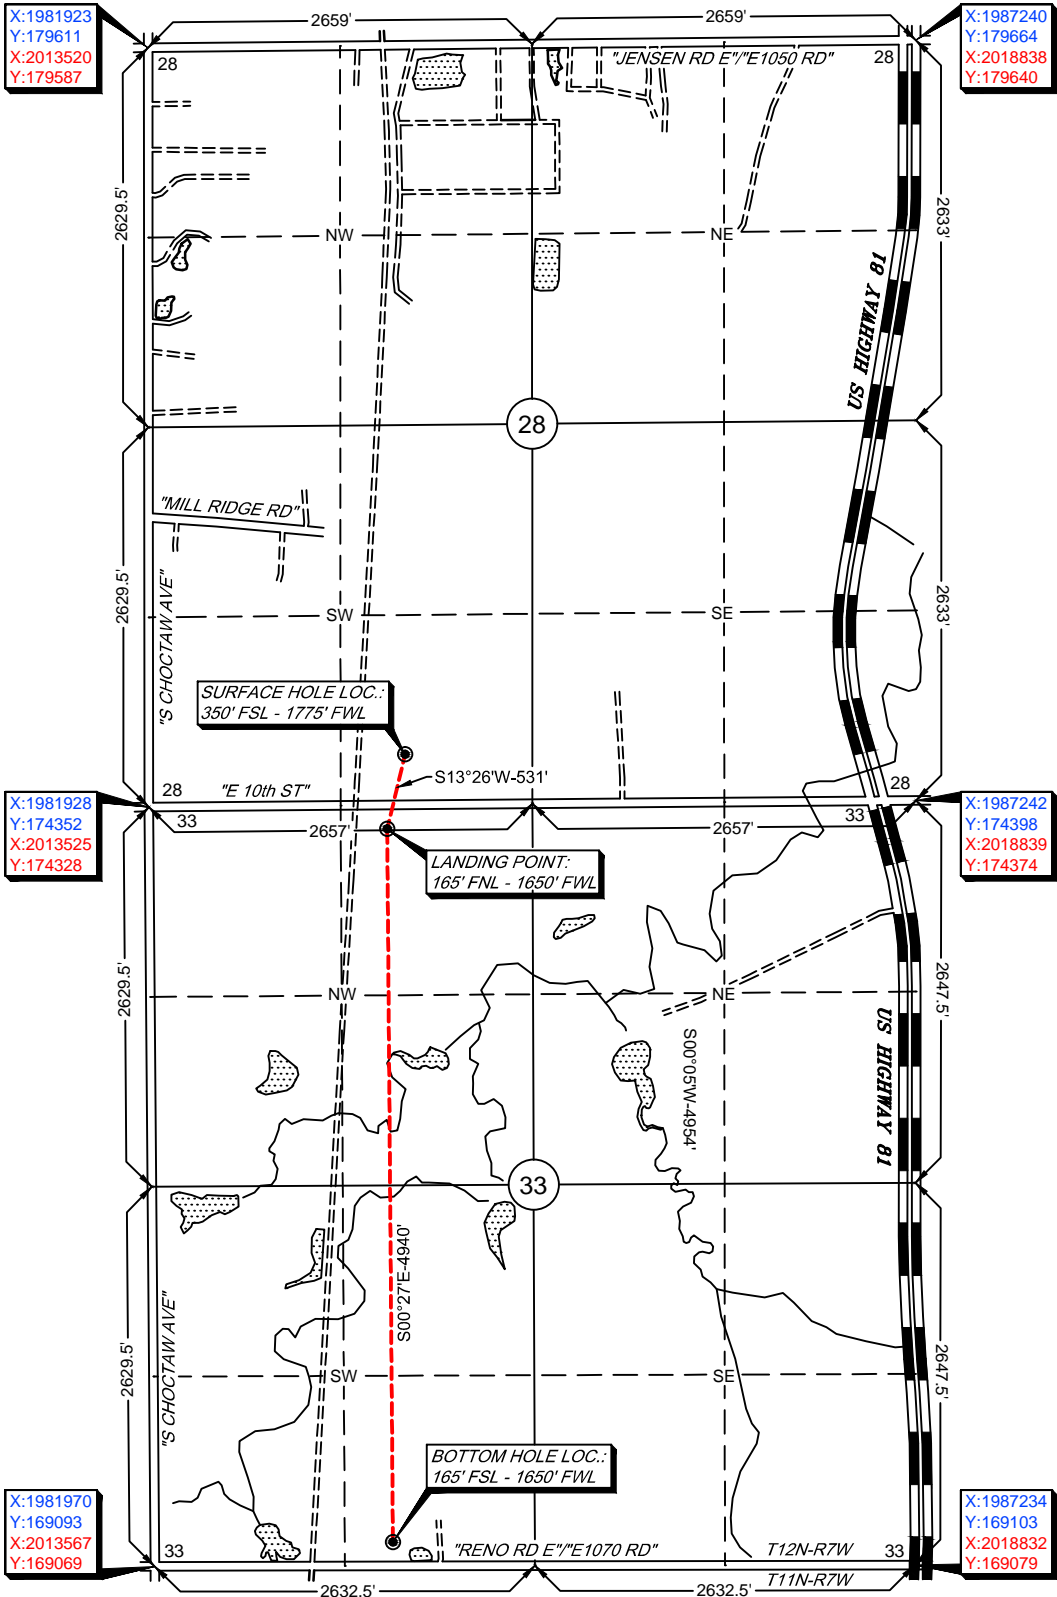 X:1981923
Y:179611
X:2013520
Y:179587
2659'
2659'
X:1987240
Y:179664
X:2018838
Y:179640
28
"JENSEN RD E"/"E1050 RD"
28
2629.5'
2633'
NW
NE
US HIGHWAY 81
28
"MILL RIDGE RD"
2629.5'
2633'
"S CHOCTAW AVE"
SW
SE
SURFACE HOLE LOC.:
350' FSL - 1775' FWL
S13°26'W-531'
28
"E 10th ST"
28
X:1981928
Y:174352
X:2013525
Y:174328
33
2657'
2657'
33
X:1987242
Y:174398
X:2018839
Y:174374
LANDING POINT:
165' FNL - 1650' FWL
2629.5'
2647.5'
NW
NE
S00°05'W-4954'
US HIGHWAY 81
33
S00°27'E-4940'
"S CHOCTAW AVE"
2629.5'
2647.5'
SW
SE
BOTTOM HOLE LOC.:
165' FSL - 1650' FWL
X:1981970
Y:169093
X:2013567
Y:169069
33
"RENO RD E"/"E1070 RD"
T12N-R7W
33
T11N-R7W
X:1987234
Y:169103
X:2018832
Y:169079
2632.5'
2632.5'